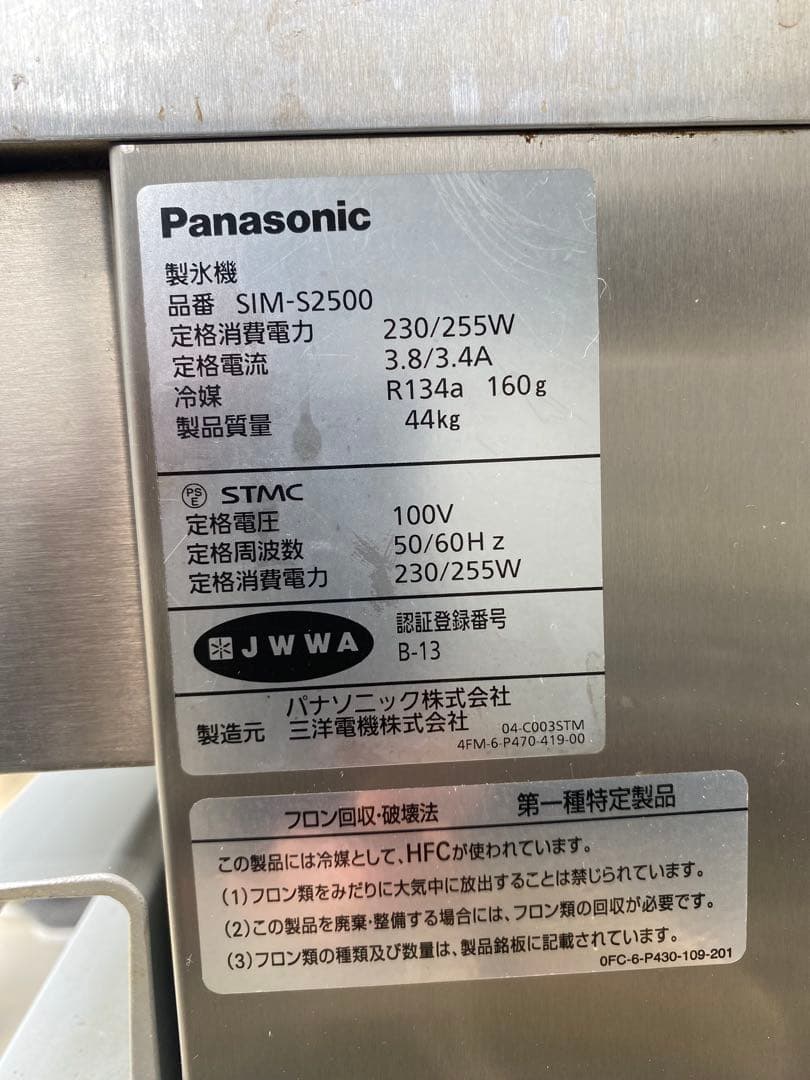 Panasonic
製氷機
品番 SIM-S2500
定格消費電力 230/255W
定格電流 3.8/3.4A
冷媒 R134a 160g
製品質量 44kg
PSE STMC
定格電圧 100V
定格周波数 50/60Hz
定格消費電力 230/255W
JWWA 認証登録番号
B-13
パナソニック株式会社
製造元 三洋電機株式会社 04-C003STM
4FM-6-P470-419-00
フロン回収・破壊法 第一種特定製品
この製品には冷媒として、HFCが使われています。
(1)フロン類をみだりに大気中に放出することは禁じられています。
(2)この製品を廃棄・整備する場合には、フロン類の回収が必要です。
(3)フロン類の種類及び数量は、製品銘板に記載されています。
0FC-6-P430-109-201